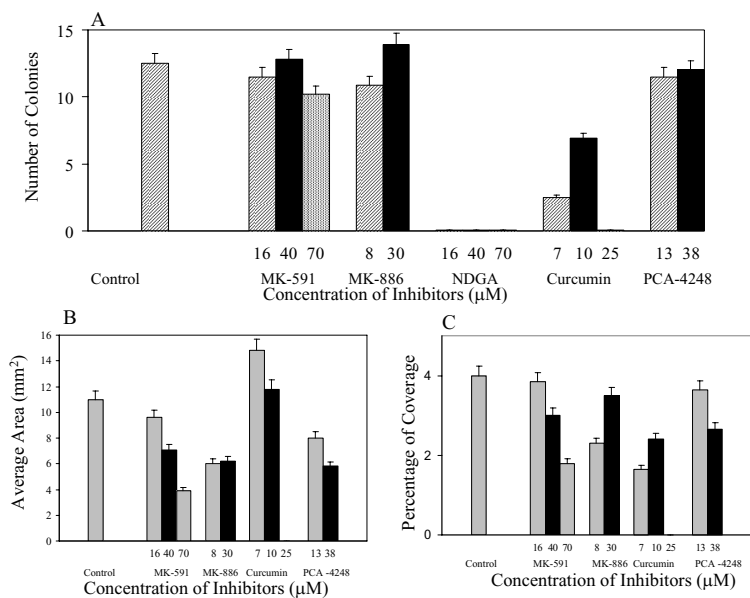 A
Number of Colonies
15
10
5
0
16 40 70 8 30 16 40 70 7 10 25 13 38
Control MK-591 MK-886 NDGA Curcumin PCA-4248
Concentration of Inhibitors (µM)
B
Average Area (mm²)
16
14
12
10
8
6
4
2
0
16 40 70 8 30 7 10 25 13 38
Control MK-591 MK-886 Curcumin PCA -4248
Concentration of Inhibitors (µM)
C
Percentage of Coverage
4
2
0
16 40 70 8 30 7 10 25 13 38
Control MK-591 MK-886 Curcumin PCA -4248
Concentration of Inhibitors (µM)